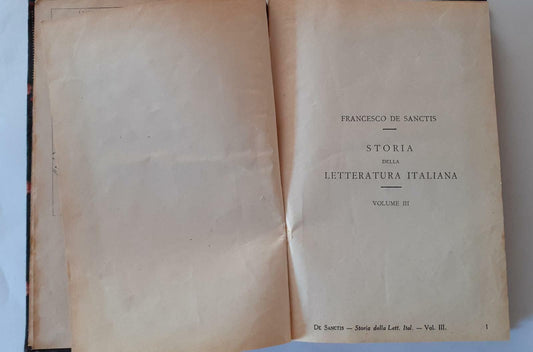 FRANCESCO DE SANCTIS
STORIA
DELLA
LETTERATURA ITALIANA
VOLUME III
DE SANCTIS — Storia della Lett. Ital. — Vol. III. 1